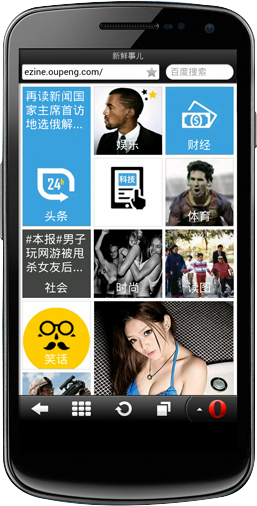 新鲜事儿
ezine.oupeng.com/
百度搜索
再读新闻国
家主席首访
地选俄解...
娱乐
财经
24h
头条
科技
体育
#本报#男子
玩网游被甩
杀女友后...
社会
时尚
读图
笑话